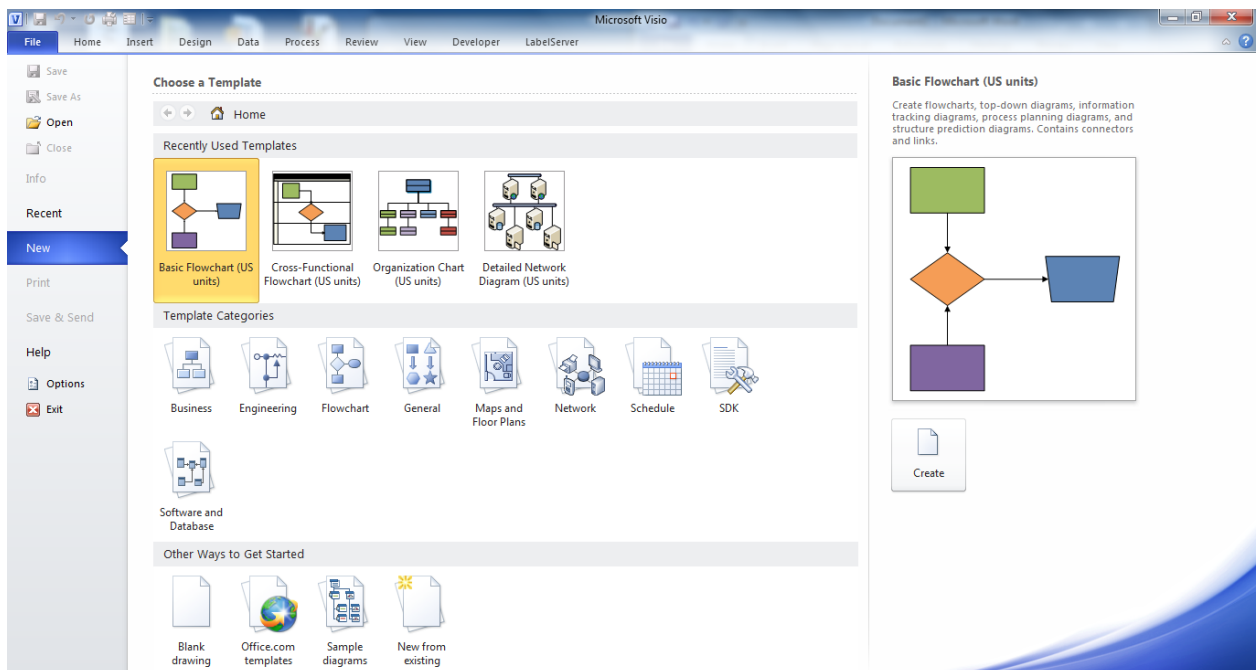 Microsoft Visio
File Home Insert Design Data Process Review View Developer LabelServer
Save
Save As
Open
Close
Info
Recent
New
Print
Save & Send
Help
Options
Exit
Choose a Template
Home
Recently Used Templates
Basic Flowchart (US
units)
Cross-Functional
Flowchart (US units)
Organization Chart
(US units)
Detailed Network
Diagram (US units)
Template Categories
Business
Engineering
Flowchart
General
Maps and
Floor Plans
Network
Schedule
SDK
Software and
Database
Other Ways to Get Started
Blank
drawing
Office.com
templates
Sample
diagrams
New from
existing
Basic Flowchart (US units)
Create flowcharts, top-down diagrams, information
tracking diagrams, process planning diagrams, and
structure prediction diagrams. Contains connectors
and links.
Create